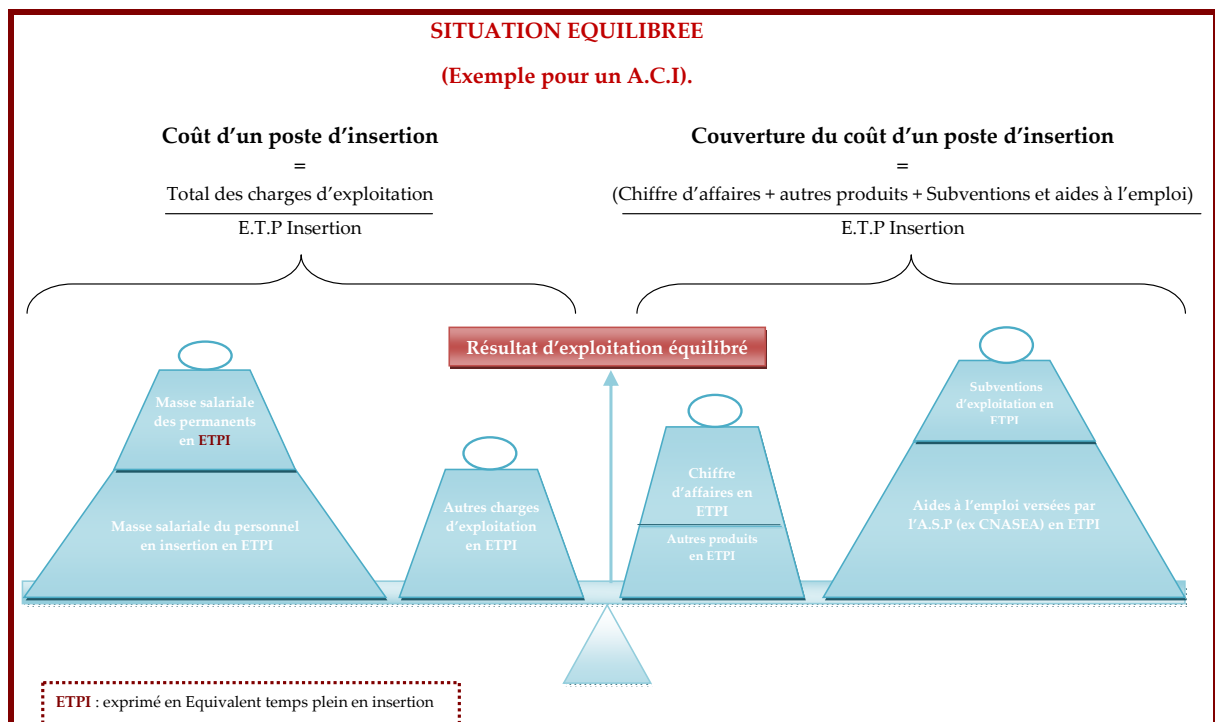 SITUATION EQUILIBREE
(Exemple pour un A.C.I).
Coût d’un poste d’insertion
=
Total des charges d’exploitation
E.T.P Insertion
Couverture du coût d’un poste d’insertion
=
(Chiffre d’affaires + autres produits + Subventions et aides à l’emploi)
E.T.P Insertion
Résultat d’exploitation équilibré
Masse salariale
des permanents
en ETPI
Masse salariale du personnel
en insertion en ETPI
Autres charges
d’exploitation
en ETPI
Chiffre
d’affaires en
ETPI
Autres produits
en ETPI
Subventions
d’exploitation en
ETPI
Aides à l’emploi versées par
l’A.S.P (ex CNASEA) en ETPI
ETPI : exprimé en Equivalent temps plein en insertion